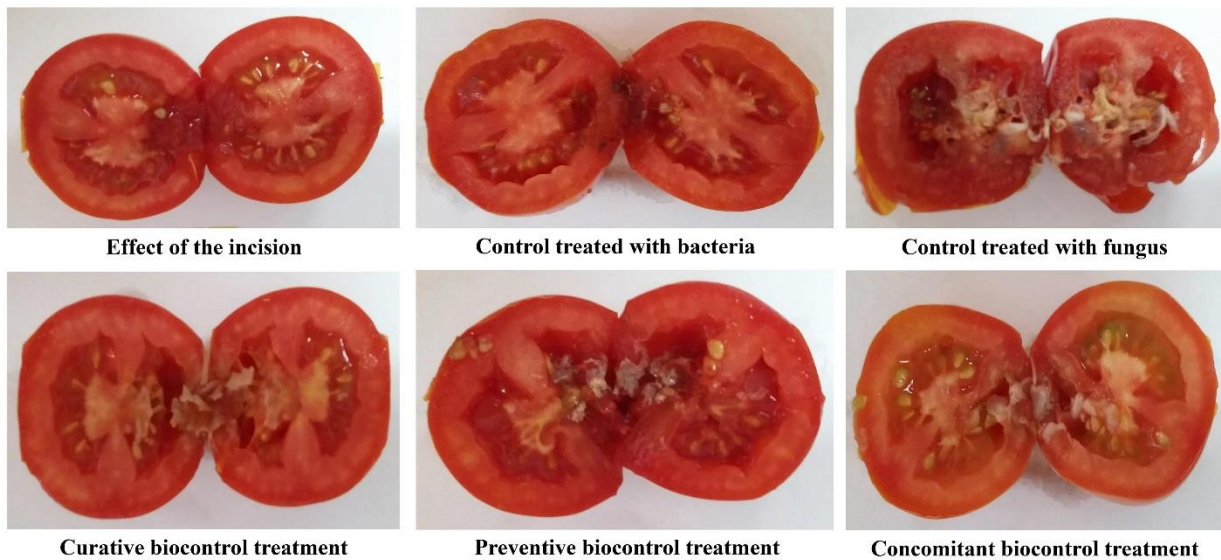 Effect of the incision
Control treated with bacteria
Control treated with fungus
Curative biocontrol treatment
Preventive biocontrol treatment
Concomitant biocontrol treatment